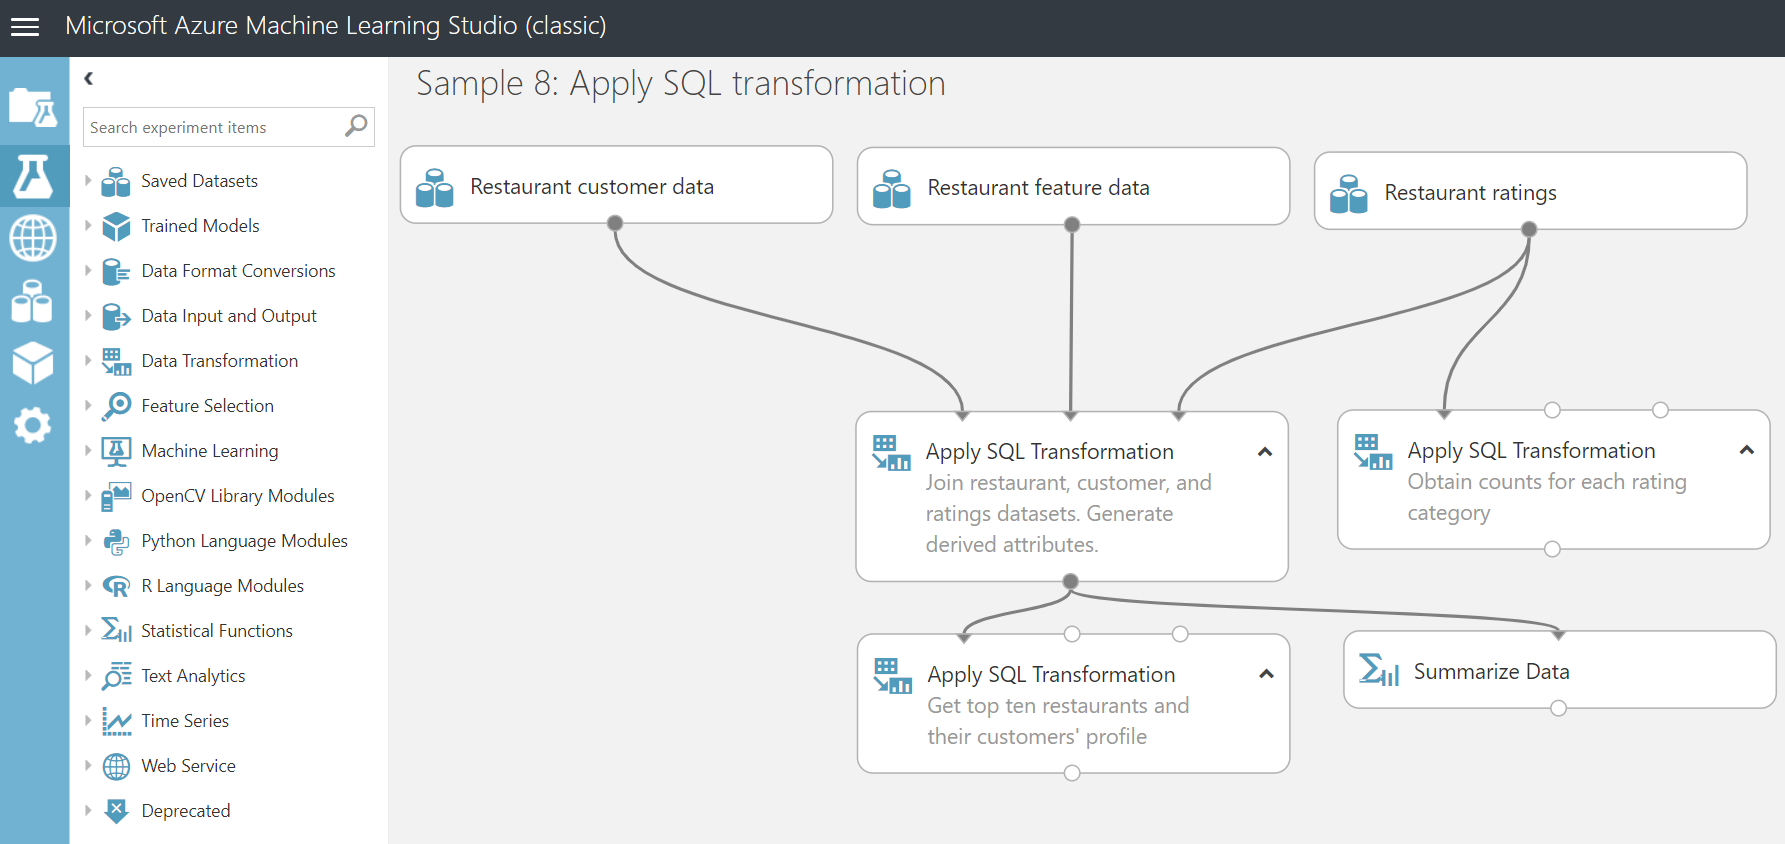 Microsoft Azure Machine Learning Studio (classic)
Search experiment items
Saved Datasets
Trained Models
Data Format Conversions
Data Input and Output
Data Transformation
Feature Selection
Machine Learning
OpenCV Library Modules
Python Language Modules
R Language Modules
Statistical Functions
Text Analytics
Time Series
Web Service
Deprecated
Sample 8: Apply SQL transformation
Restaurant customer data
Restaurant feature data
Restaurant ratings
Apply SQL Transformation
Join restaurant, customer, and
ratings datasets. Generate
derived attributes.
Apply SQL Transformation
Obtain counts for each rating
category
Apply SQL Transformation
Get top ten restaurants and
their customers' profile
Summarize Data